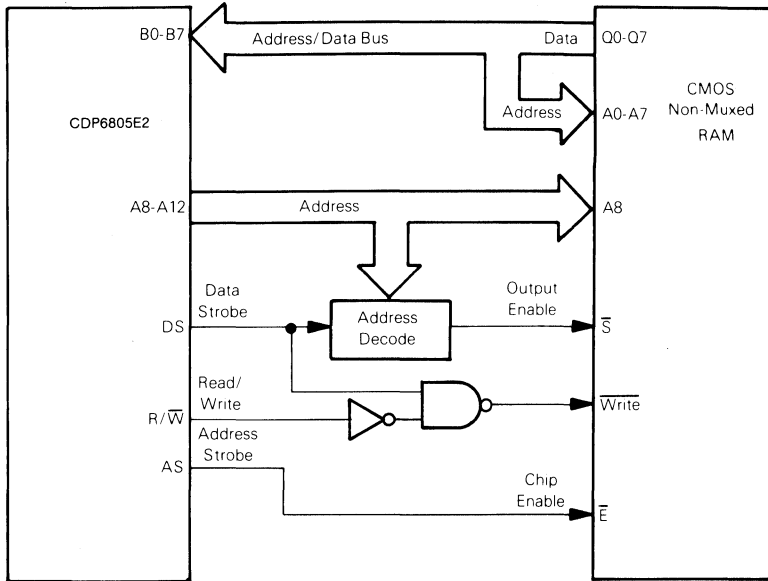 B0-B7
Address/Data Bus
Data
Q0-Q7
CMOS
Non-Muxed
RAM
Address
A0-A7
CDP6805E2
A8-A12
Address
A8
Data
Strobe
DS
Address
Decode
Output
Enable
S̅
Read/
Write
R/W̅
W̅r̅i̅t̅e̅
Address
Strobe
AS
Chip
Enable
E̅